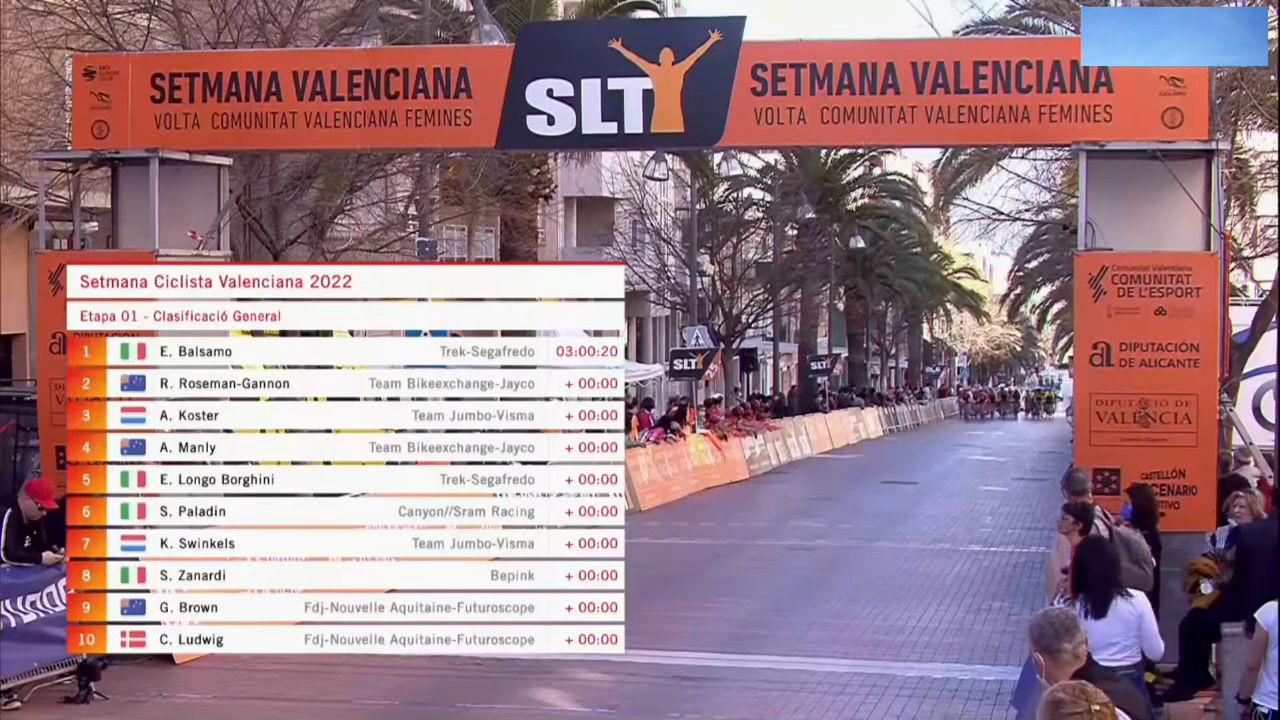 SETMANA VALENCIANA
VOLTA COMUNITAT VALENCIANA FEMINES
SLT
SETMANA VALENCIANA
VOLTA COMUNITAT VALENCIANA FEMINES
Comunitat Valenciana
COMUNITAT
DE L'ESPORT
DIPUTACIÓN
DE ALICANTE
DIPUTACIÓ DE
VALÈNCIA
CASTELLÓN
SLT
SLT
Setmana Ciclista Valenciana 2022
Etapa 01 - Clasificació General
1 E. Balsamo Trek-Segafredo 03:00:20
2 R. Roseman-Gannon Team Bikeexchange-Jayco + 00:00
3 A. Koster Team Jumbo-Visma + 00:00
4 A. Manly Team Bikeexchange-Jayco + 00:00
5 E. Longo Borghini Trek-Segafredo + 00:00
6 S. Paladin Canyon//Sram Racing + 00:00
7 K. Swinkels Team Jumbo-Visma + 00:00
8 S. Zanardi Bepink + 00:00
9 G. Brown Fdj-Nouvelle Aquitaine-Futuroscope + 00:00
10 C. Ludwig Fdj-Nouvelle Aquitaine-Futuroscope + 00:00